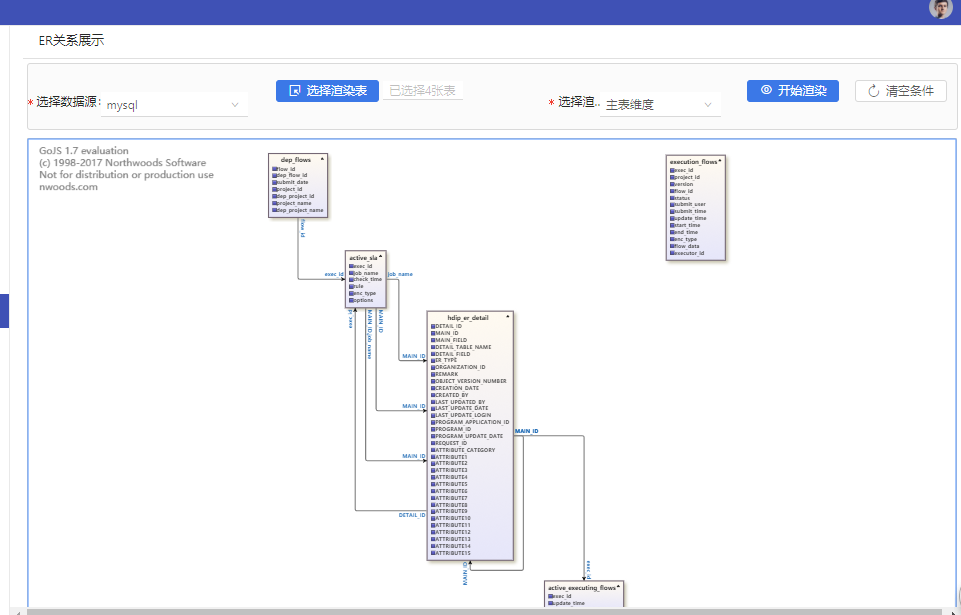 ER关系展示
* 选择数据源: mysql
选择渲染表
已选择4张表
* 选择渲.. 主表维度
开始渲染
清空条件
GoJS 1.7 evaluation
(c) 1998-2017 Northwoods Software
Not for distribution or production use
nwoods.com
dep_flows
flow_id
dep_flow_id
submit_date
project_id
dep_project_id
project_name
dep_project_name
execution_flows
exec_id
project_id
version
flow_id
status
submit_user
submit_time
update_time
start_time
end_time
enc_type
flow_data
executor_id
flow_id
exec_id
job_name
active_sla
exec_id
job_name
check_time
rule
enc_type
options
MAIN_ID
job_name
MAIN_ID
MAIN_ID
MAIN_ID
MAIN_ID
DETAIL_ID
hdip_er_detail
DETAIL_ID
MAIN_ID
MAIN_FIELD
DETAIL_TABLE_NAME
DETAIL_FIELD
ER_TYPE
ORGANIZATION_ID
REMARK
OBJECT_VERSION_NUMBER
CREATION_DATE
CREATED_BY
LAST_UPDATED_BY
LAST_UPDATE_DATE
LAST_UPDATE_LOGIN
PROGRAM_APPLICATION_ID
PROGRAM_ID
PROGRAM_UPDATE_DATE
REQUEST_ID
ATTRIBUTE_CATEGORY
ATTRIBUTE1
ATTRIBUTE2
ATTRIBUTE3
ATTRIBUTE4
ATTRIBUTE5
ATTRIBUTE6
ATTRIBUTE7
ATTRIBUTE8
ATTRIBUTE9
ATTRIBUTE10
ATTRIBUTE11
ATTRIBUTE12
ATTRIBUTE13
ATTRIBUTE14
ATTRIBUTE15
MAIN_ID
MAIN_ID
exec_id
active_executing_flows
exec_id
update_time